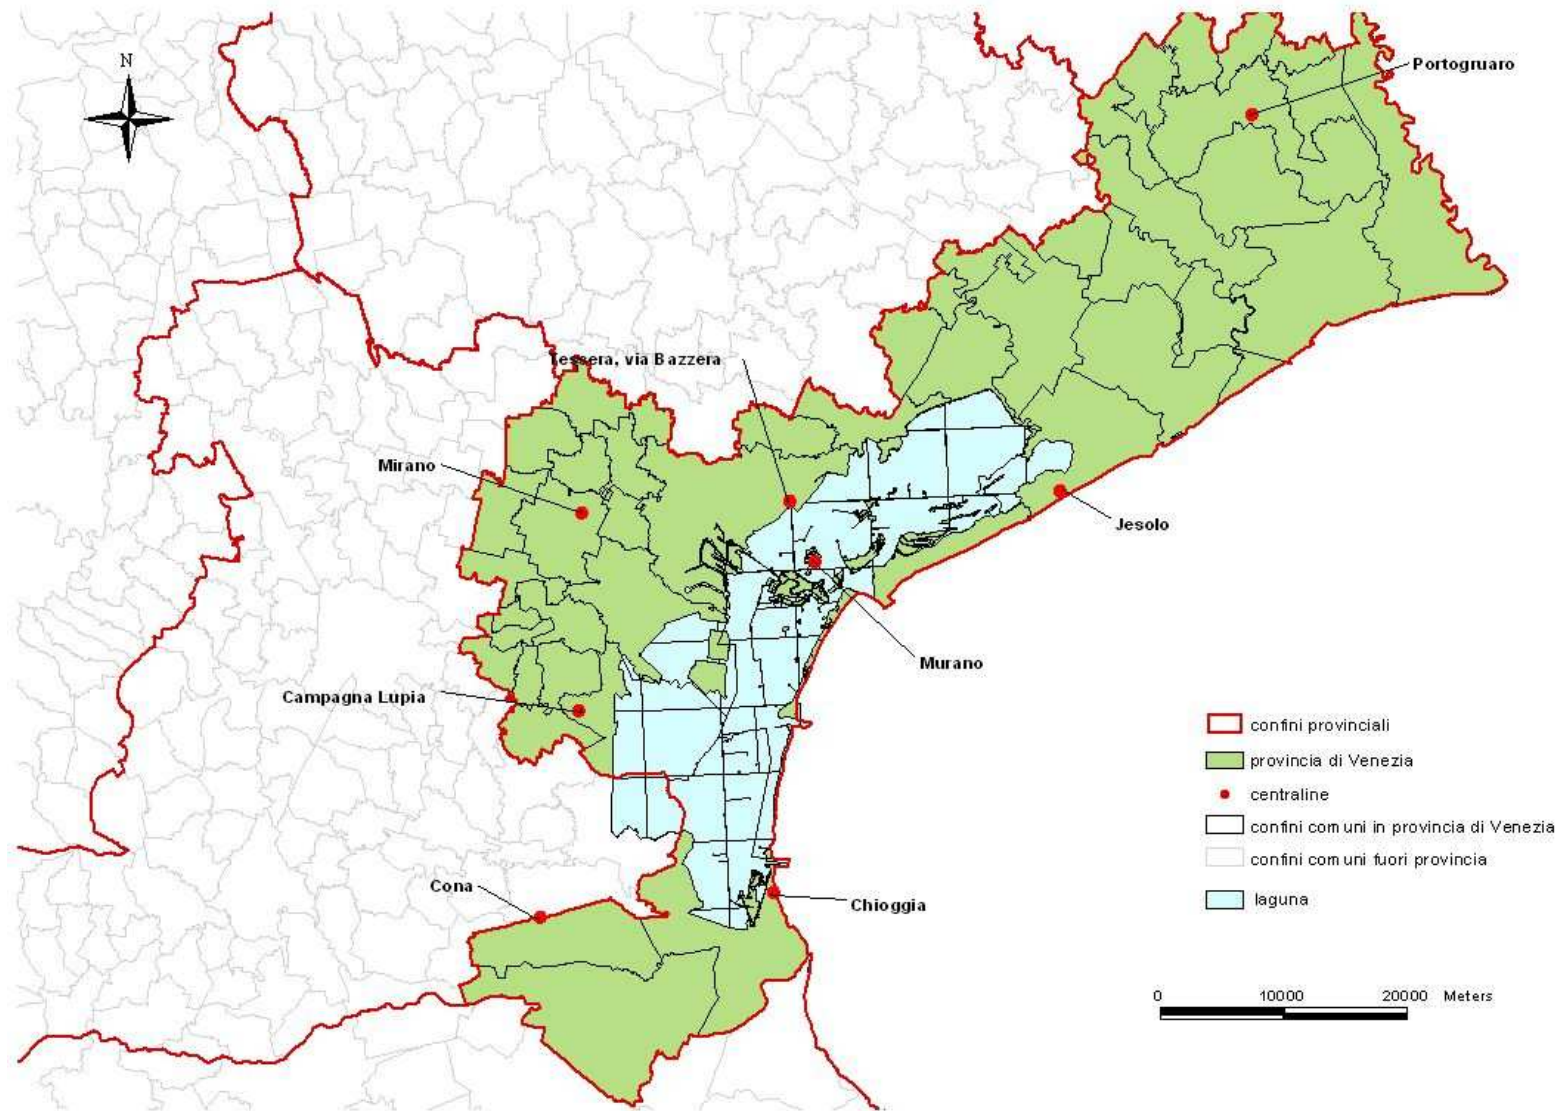 N
Portogruaro
Tessera, via Bazzera
Mirano
Jesolo
Murano
Campagna Lupia
Cona
Chioggia
confini provinciali
provincia di Venezia
centraline
confini comuni in provincia di Venezia
confini comuni fuori provincia
laguna
0 10000 20000 Meters